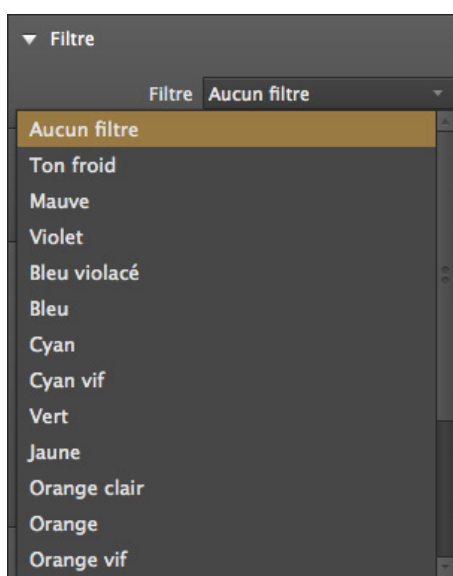 Filtre
Filtre Aucun filtre
Aucun filtre
Ton froid
Mauve
Violet
Bleu violacé
Bleu
Cyan
Cyan vif
Vert
Jaune
Orange clair
Orange
Orange vif